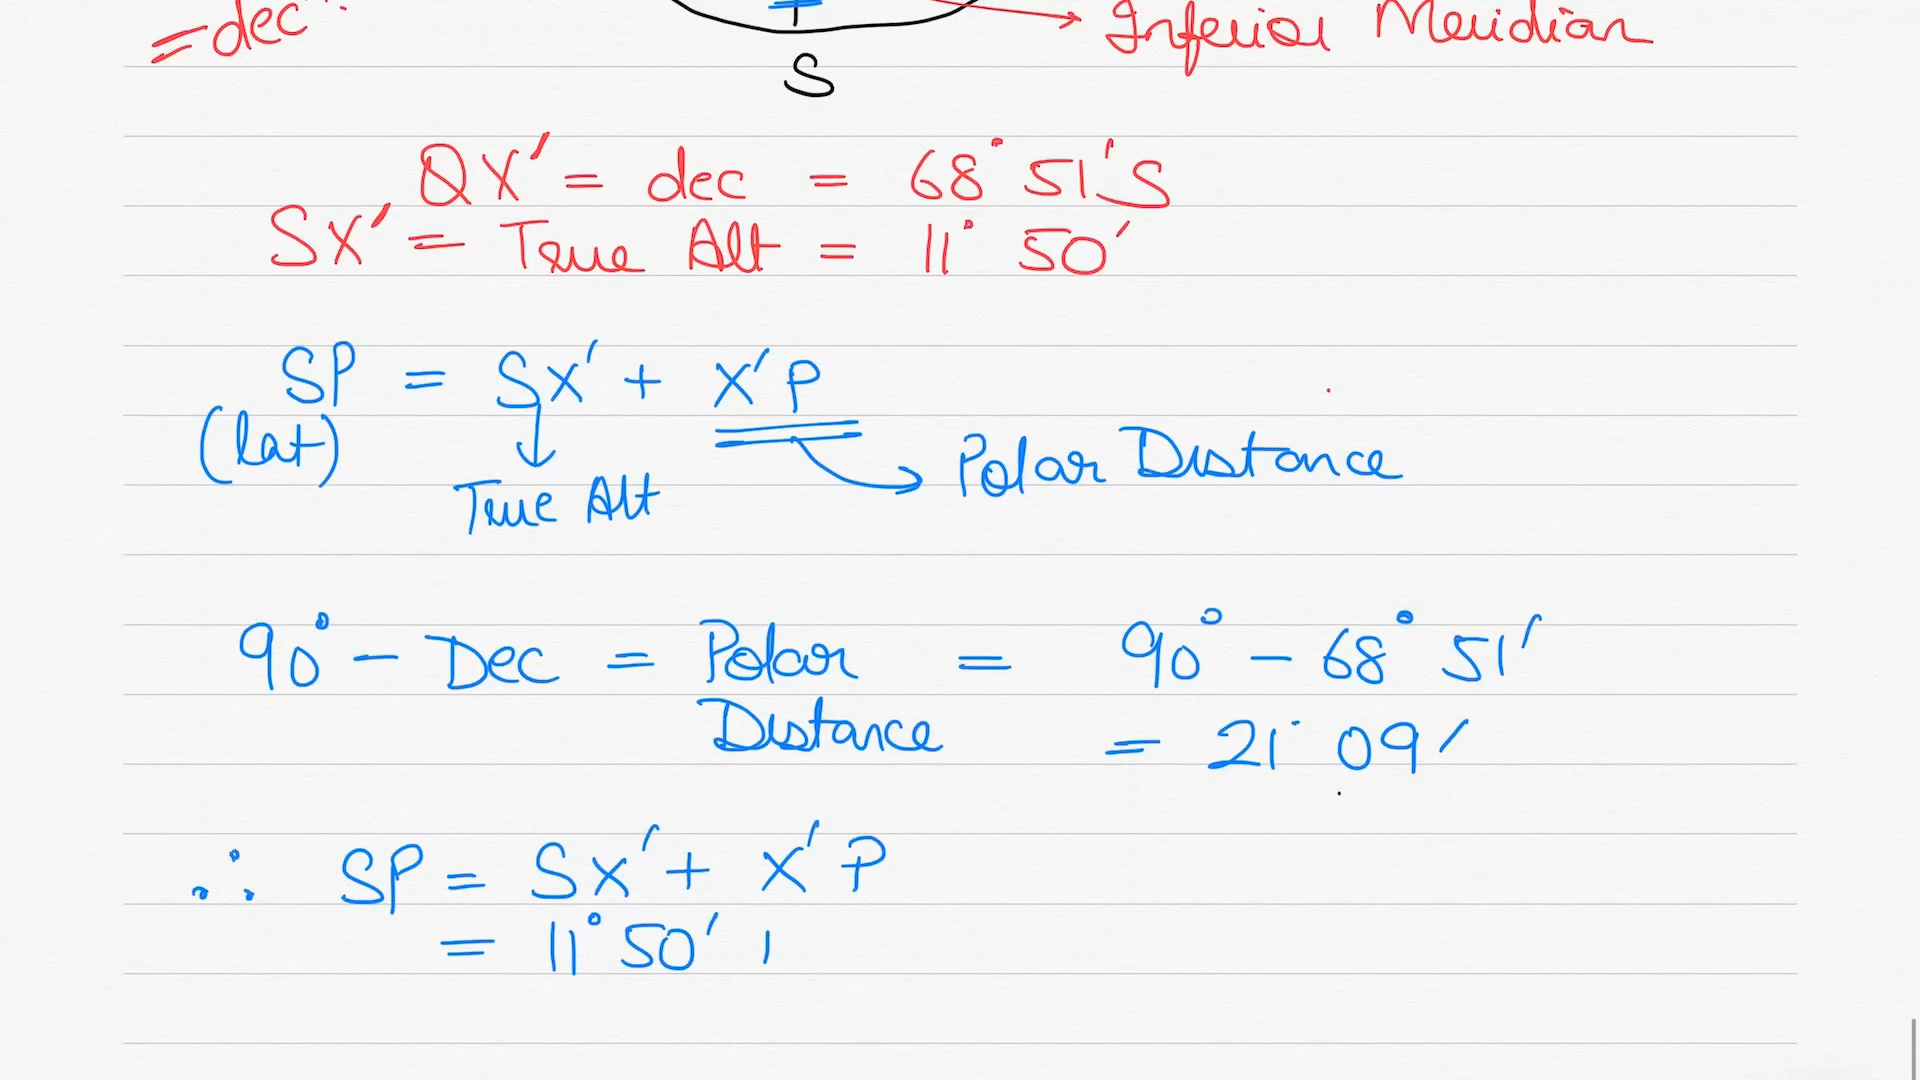 =decⁿ.
Inferior Meridian
S
QX' = dec = 68° 51' S
SX' = True Alt = 11° 50'
SP = SX' + X'P
(lat)
Polar Distance
True Alt
90° - Dec = Polar Distance = 90° - 68° 51'
= 21° 09'
∴ SP = SX' + X'P
= 11° 50'